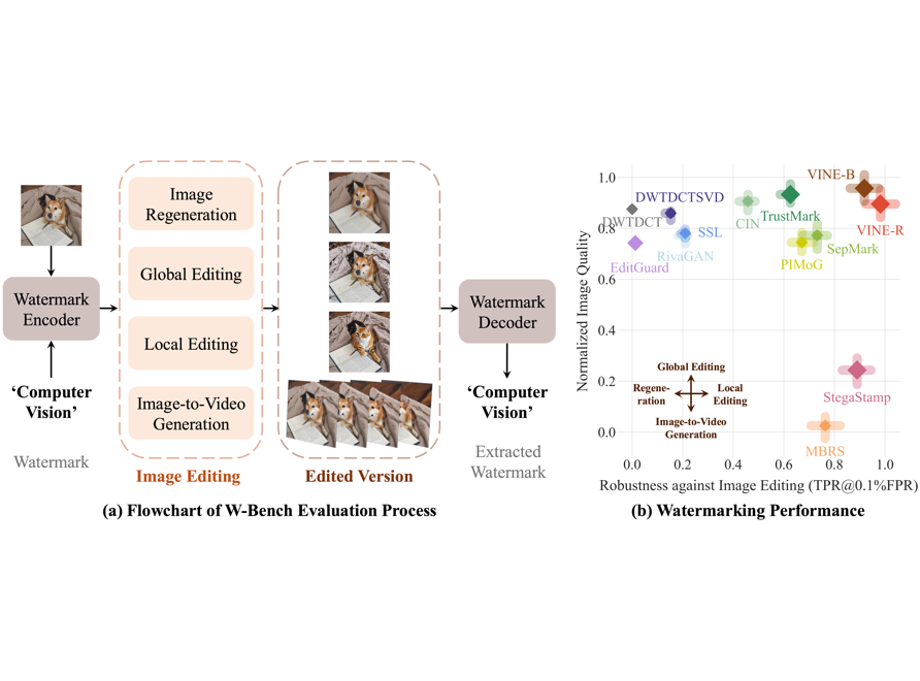 Watermark
Encoder
'Computer
Vision'
Watermark
Image
Regeneration
Global Editing
Local Editing
Image-to-Video
Generation
Image Editing
Edited Version
Watermark
Decoder
'Computer
Vision'
Extracted
Watermark
(a) Flowchart of W-Bench Evaluation Process
Normalized Image Quality
1.0
0.8
0.6
0.4
0.2
0.0
VINE-B
DWTDCTSVD
DWTDCT
CIN
TrustMark
VINE-R
SSL
SepMark
EditGuard
RivaGAN
PIMoG
Global Editing
Regene-
ration
Local
Editing
Image-to-Video
Generation
StegaStamp
MBRS
0.0 0.2 0.4 0.6 0.8 1.0
Robustness against Image Editing (TPR@0.1%FPR)
(b) Watermarking Performance